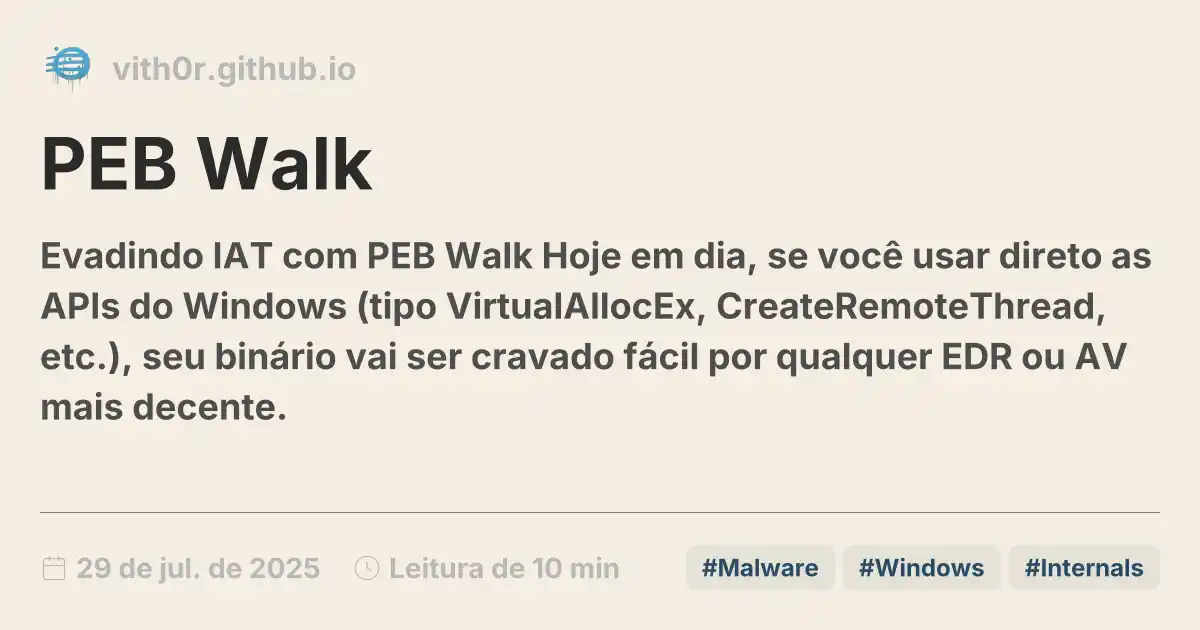 vith0r.github.io
PEB Walk
Evadindo IAT com PEB Walk Hoje em dia, se você usar direto as
APIs do Windows (tipo VirtualAllocEx, CreateRemoteThread,
etc.), seu binário vai ser cravado fácil por qualquer EDR ou AV
mais decente.
29 de jul. de 2025 Leitura de 10 min #Malware #Windows #Internals